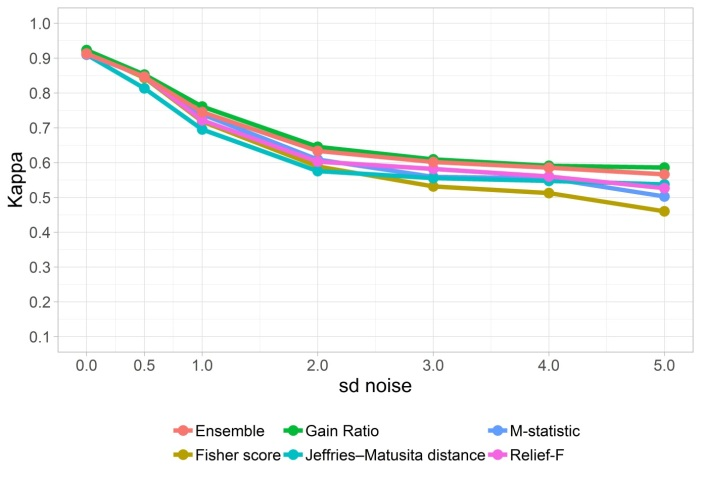 1.0
0.9
0.8
0.7
0.6
0.5
0.4
0.3
0.2
0.1
Kappa
0.0 0.5 1.0 2.0 3.0 4.0 5.0
sd noise
Ensemble Gain Ratio M-statistic
Fisher score Jeffries–Matusita distance Relief-F